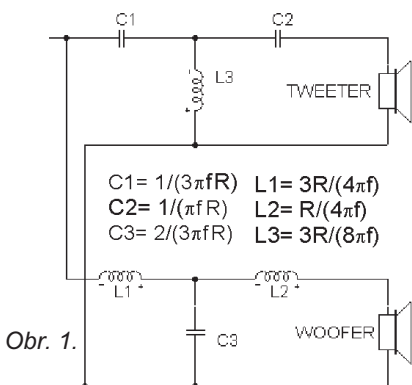 C1 C2
L3
TWEETER
C1= 1/(3πfR) L1= 3R/(4πf)
C2= 1/(πfR) L2= R/(4πf)
C3= 2/(3πfR) L3= 3R/(8πf)
L1 L2
Obr. 1.
C3
WOOFER